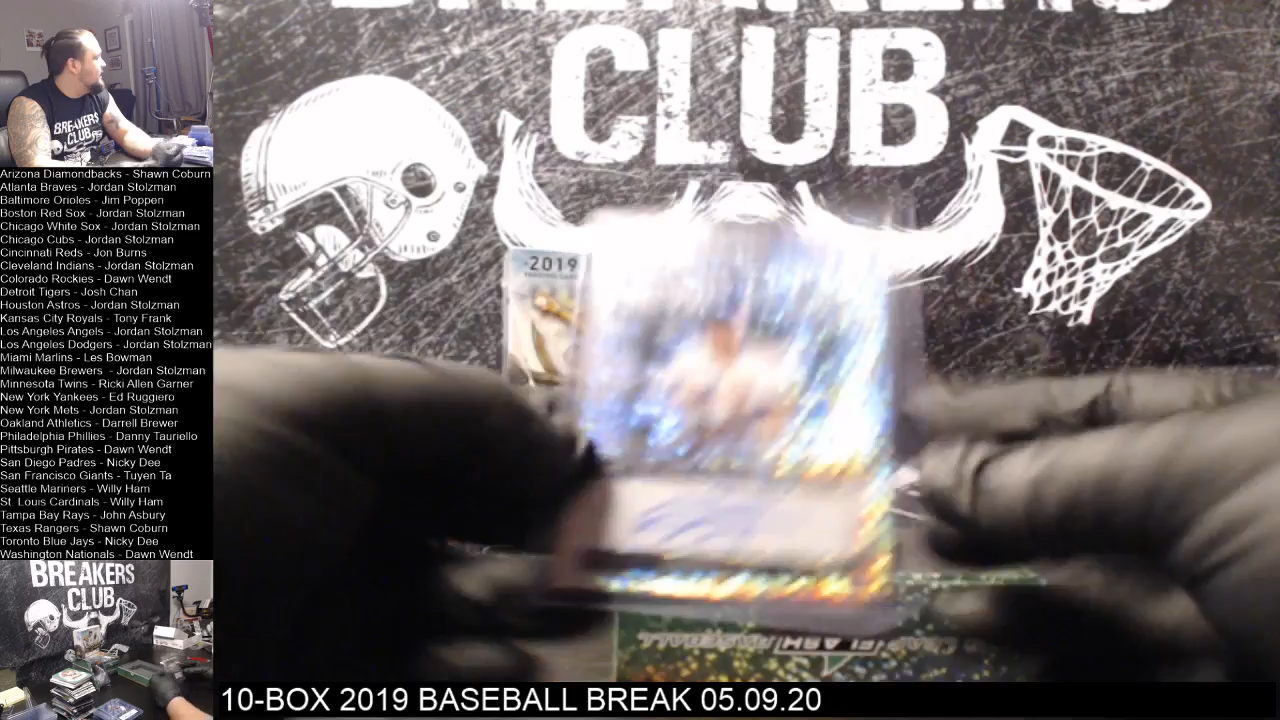 BREAKERS
CLUB
BREAKERS
CLUB
Arizona Diamondbacks - Shawn Coburn
Atlanta Braves - Jordan Stolzman
Baltimore Orioles - Jim Poppen
Boston Red Sox - Jordan Stolzman
Chicago White Sox - Jordan Stolzman
Chicago Cubs - Jordan Stolzman
Cincinnati Reds - Jon Burns
Cleveland Indians - Jordan Stolzman
Colorado Rockies - Dawn Wendt
Detroit Tigers - Josh Chan
Houston Astros - Jordan Stolzman
Kansas City Royals - Tony Frank
Los Angeles Angels - Jordan Stolzman
Los Angeles Dodgers - Jordan Stolzman
Miami Marlins - Les Bowman
Milwaukee Brewers - Jordan Stolzman
Minnesota Twins - Ricki Allen Garner
New York Yankees - Ed Ruggiero
New York Mets - Jordan Stolzman
Oakland Athletics - Darrell Brewer
Philadelphia Phillies - Danny Tauriello
Pittsburgh Pirates - Dawn Wendt
San Diego Padres - Nicky Dee
San Francisco Giants - Tuyen Ta
Seattle Mariners - Willy Ham
St. Louis Cardinals - Willy Ham
Tampa Bay Rays - John Asbury
Texas Rangers - Shawn Coburn
Toronto Blue Jays - Nicky Dee
Washington Nationals - Dawn Wendt
2019
BREAKERS
CLUB
10-BOX 2019 BASEBALL BREAK 05.09.20